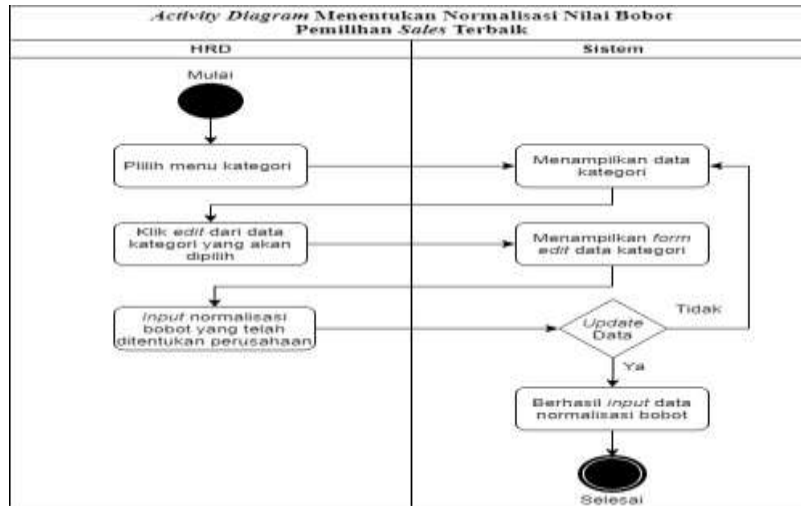 Activity Diagram Menentukan Normalisasi Nilai Bobot
Pemilihan Sales Terbaik
HRD
Sistem
Mulai
Plilih menu kategori
Menampilkan data
kategori
Klik edit dari data
kategori yang akan
dipilih
Menampilkan form
edit data kategori
Input normalisasi
bobot yang telah
ditentukan perusahaan
Update
Data
Tidak
Ya
Berhasil input data
normalisasi bobot
Selesai